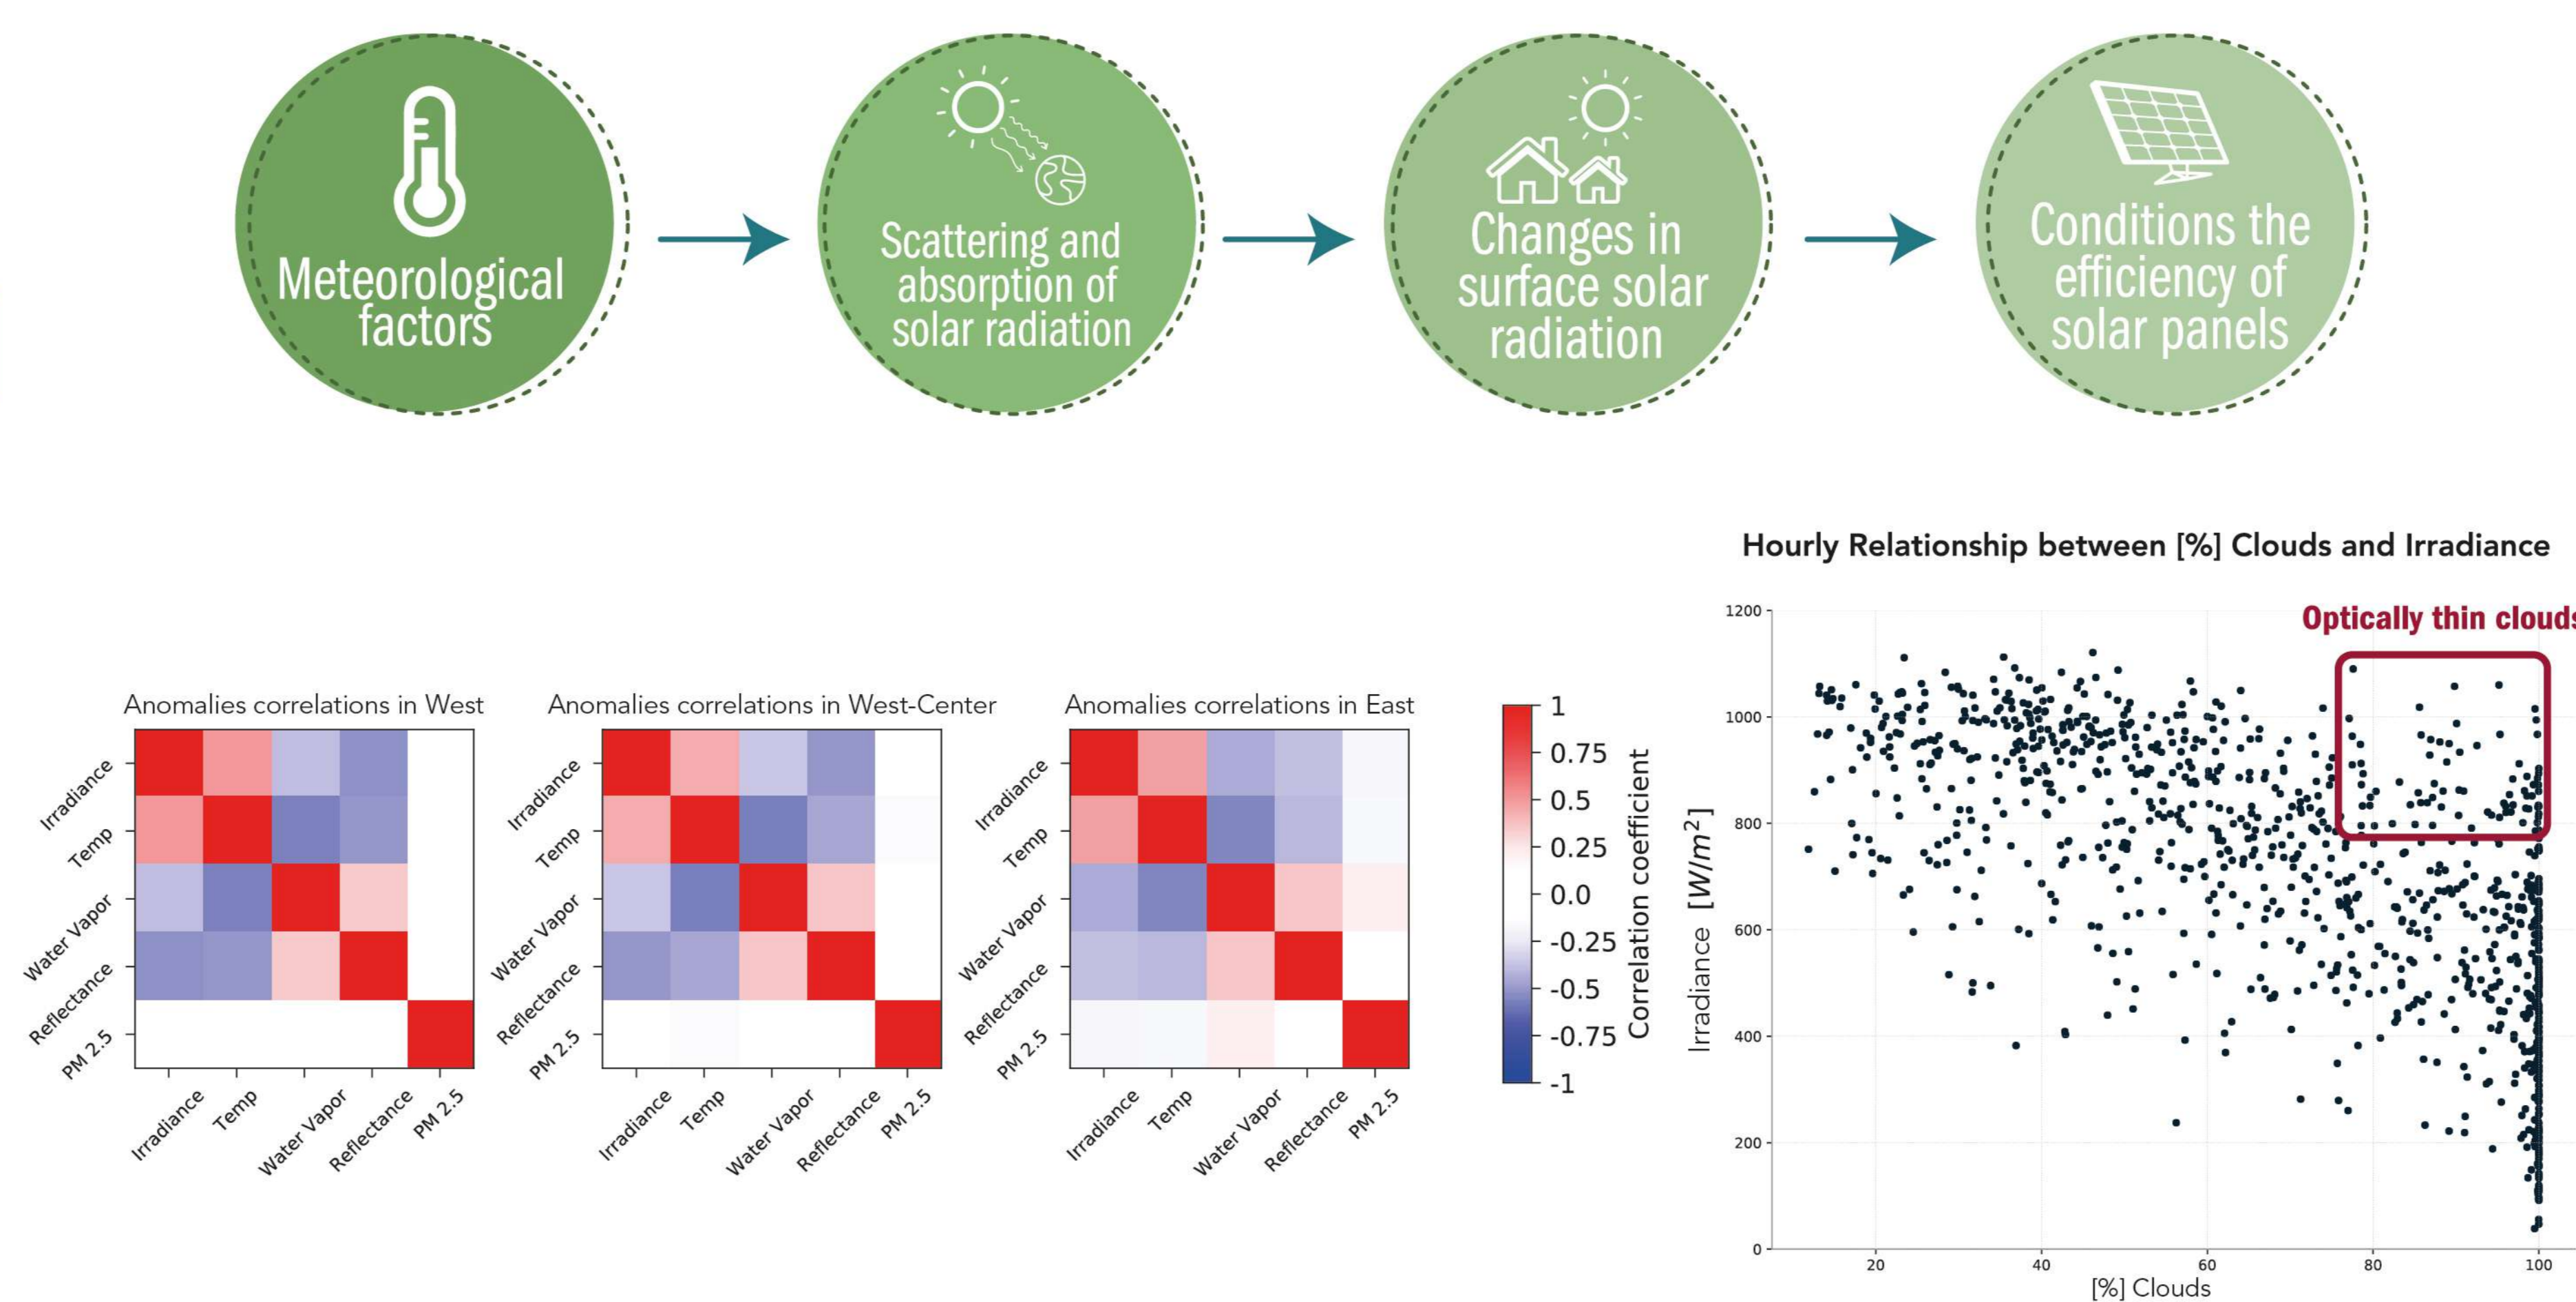 Meteorological
factors
Scattering and
absorption of
solar radiation
Changes in
surface solar
radiation
Conditions the
efficiency of
solar panels
Anomalies correlations in West
Irradiance
Temp
Water Vapor
Reflectance
PM 2.5
Irradiance
Temp
Water Vapor
Reflectance
PM 2.5
Anomalies correlations in West-Center
Irradiance
Temp
Water Vapor
Reflectance
PM 2.5
Irradiance
Temp
Water Vapor
Reflectance
PM 2.5
Anomalies correlations in East
Irradiance
Temp
Water Vapor
Reflectance
PM 2.5
Irradiance
Temp
Water Vapor
Reflectance
PM 2.5
1
0.75
0.5
0.25
0.0
-0.25
-0.5
-0.75
-1
Correlation coefficient
Hourly Relationship between [%] Clouds and Irradiance
Optically thin clouds
1200
1000
800
600
400
200
0
Irradiance [W/m²]
20
40
60
80
100
[%] Clouds